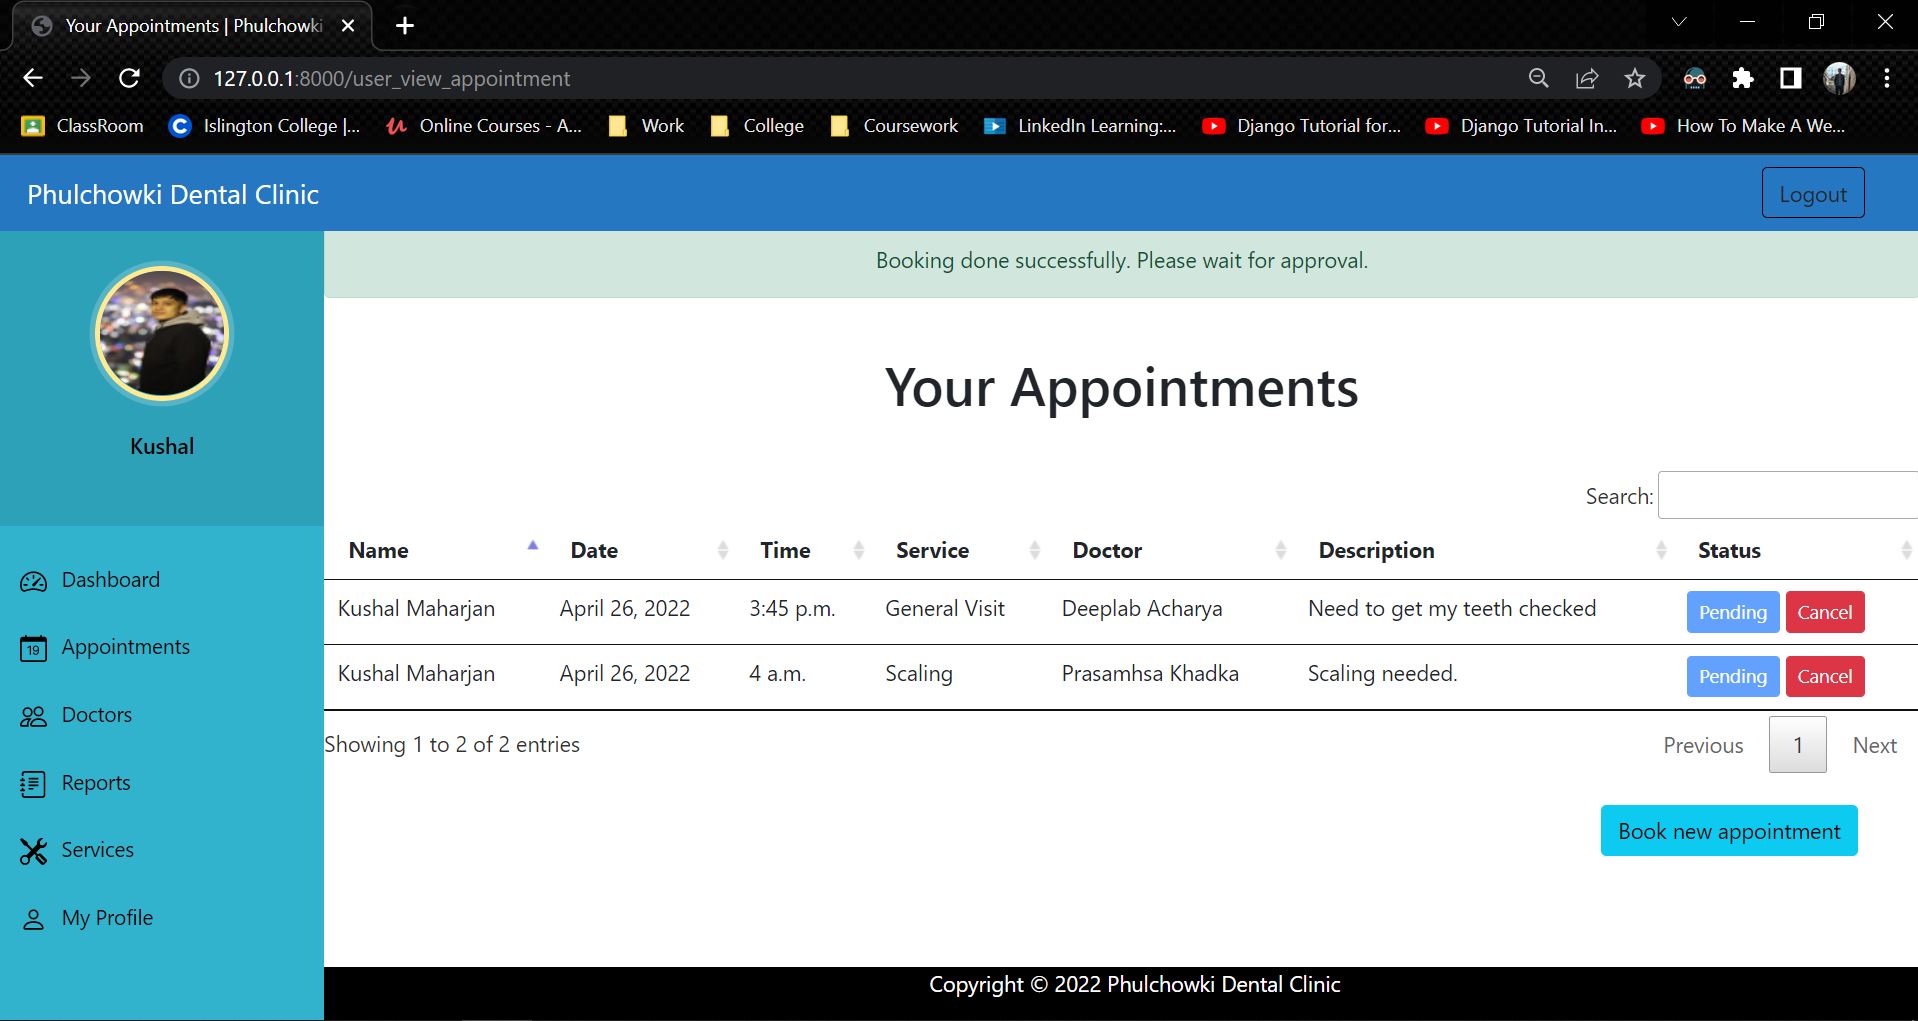 Your Appointments | Phulchowki
127.0.0.1:8000/user_view_appointment
ClassRoom Islington College |... Online Courses - A... Work College Coursework LinkedIn Learning:... Django Tutorial for... Django Tutorial In... How To Make A We...
Phulchowki Dental Clinic Logout
Booking done successfully. Please wait for approval.
Kushal
Your Appointments
Search:
Name Date Time Service Doctor Description Status
Kushal Maharjan April 26, 2022 3:45 p.m. General Visit Deeplab Acharya Need to get my teeth checked Pending Cancel
Kushal Maharjan April 26, 2022 4 a.m. Scaling Prasamhsa Khadka Scaling needed. Pending Cancel
Showing 1 to 2 of 2 entries Previous 1 Next
Book new appointment
Dashboard
19 Appointments
Doctors
Reports
Services
My Profile
Copyright © 2022 Phulchowki Dental Clinic